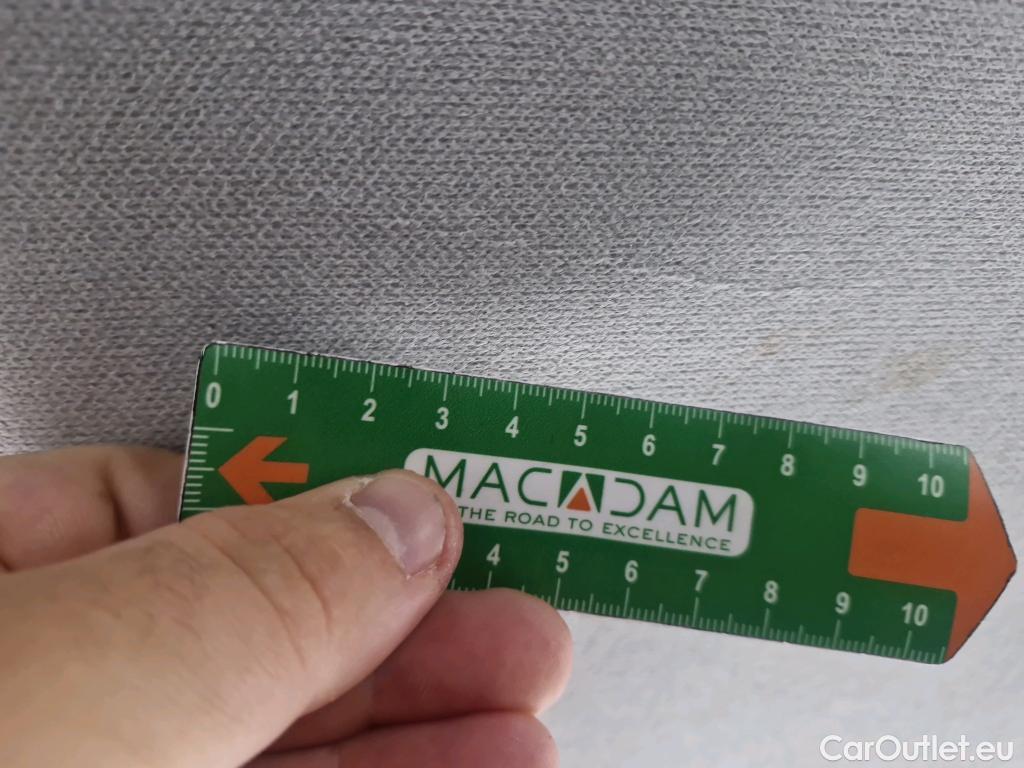 0 1 2 3 4 5 6 7 8 9 10
MACADAM
THE ROAD TO EXCELLENCE
4 5 6 7 8 9 10
CarOutlet.eu